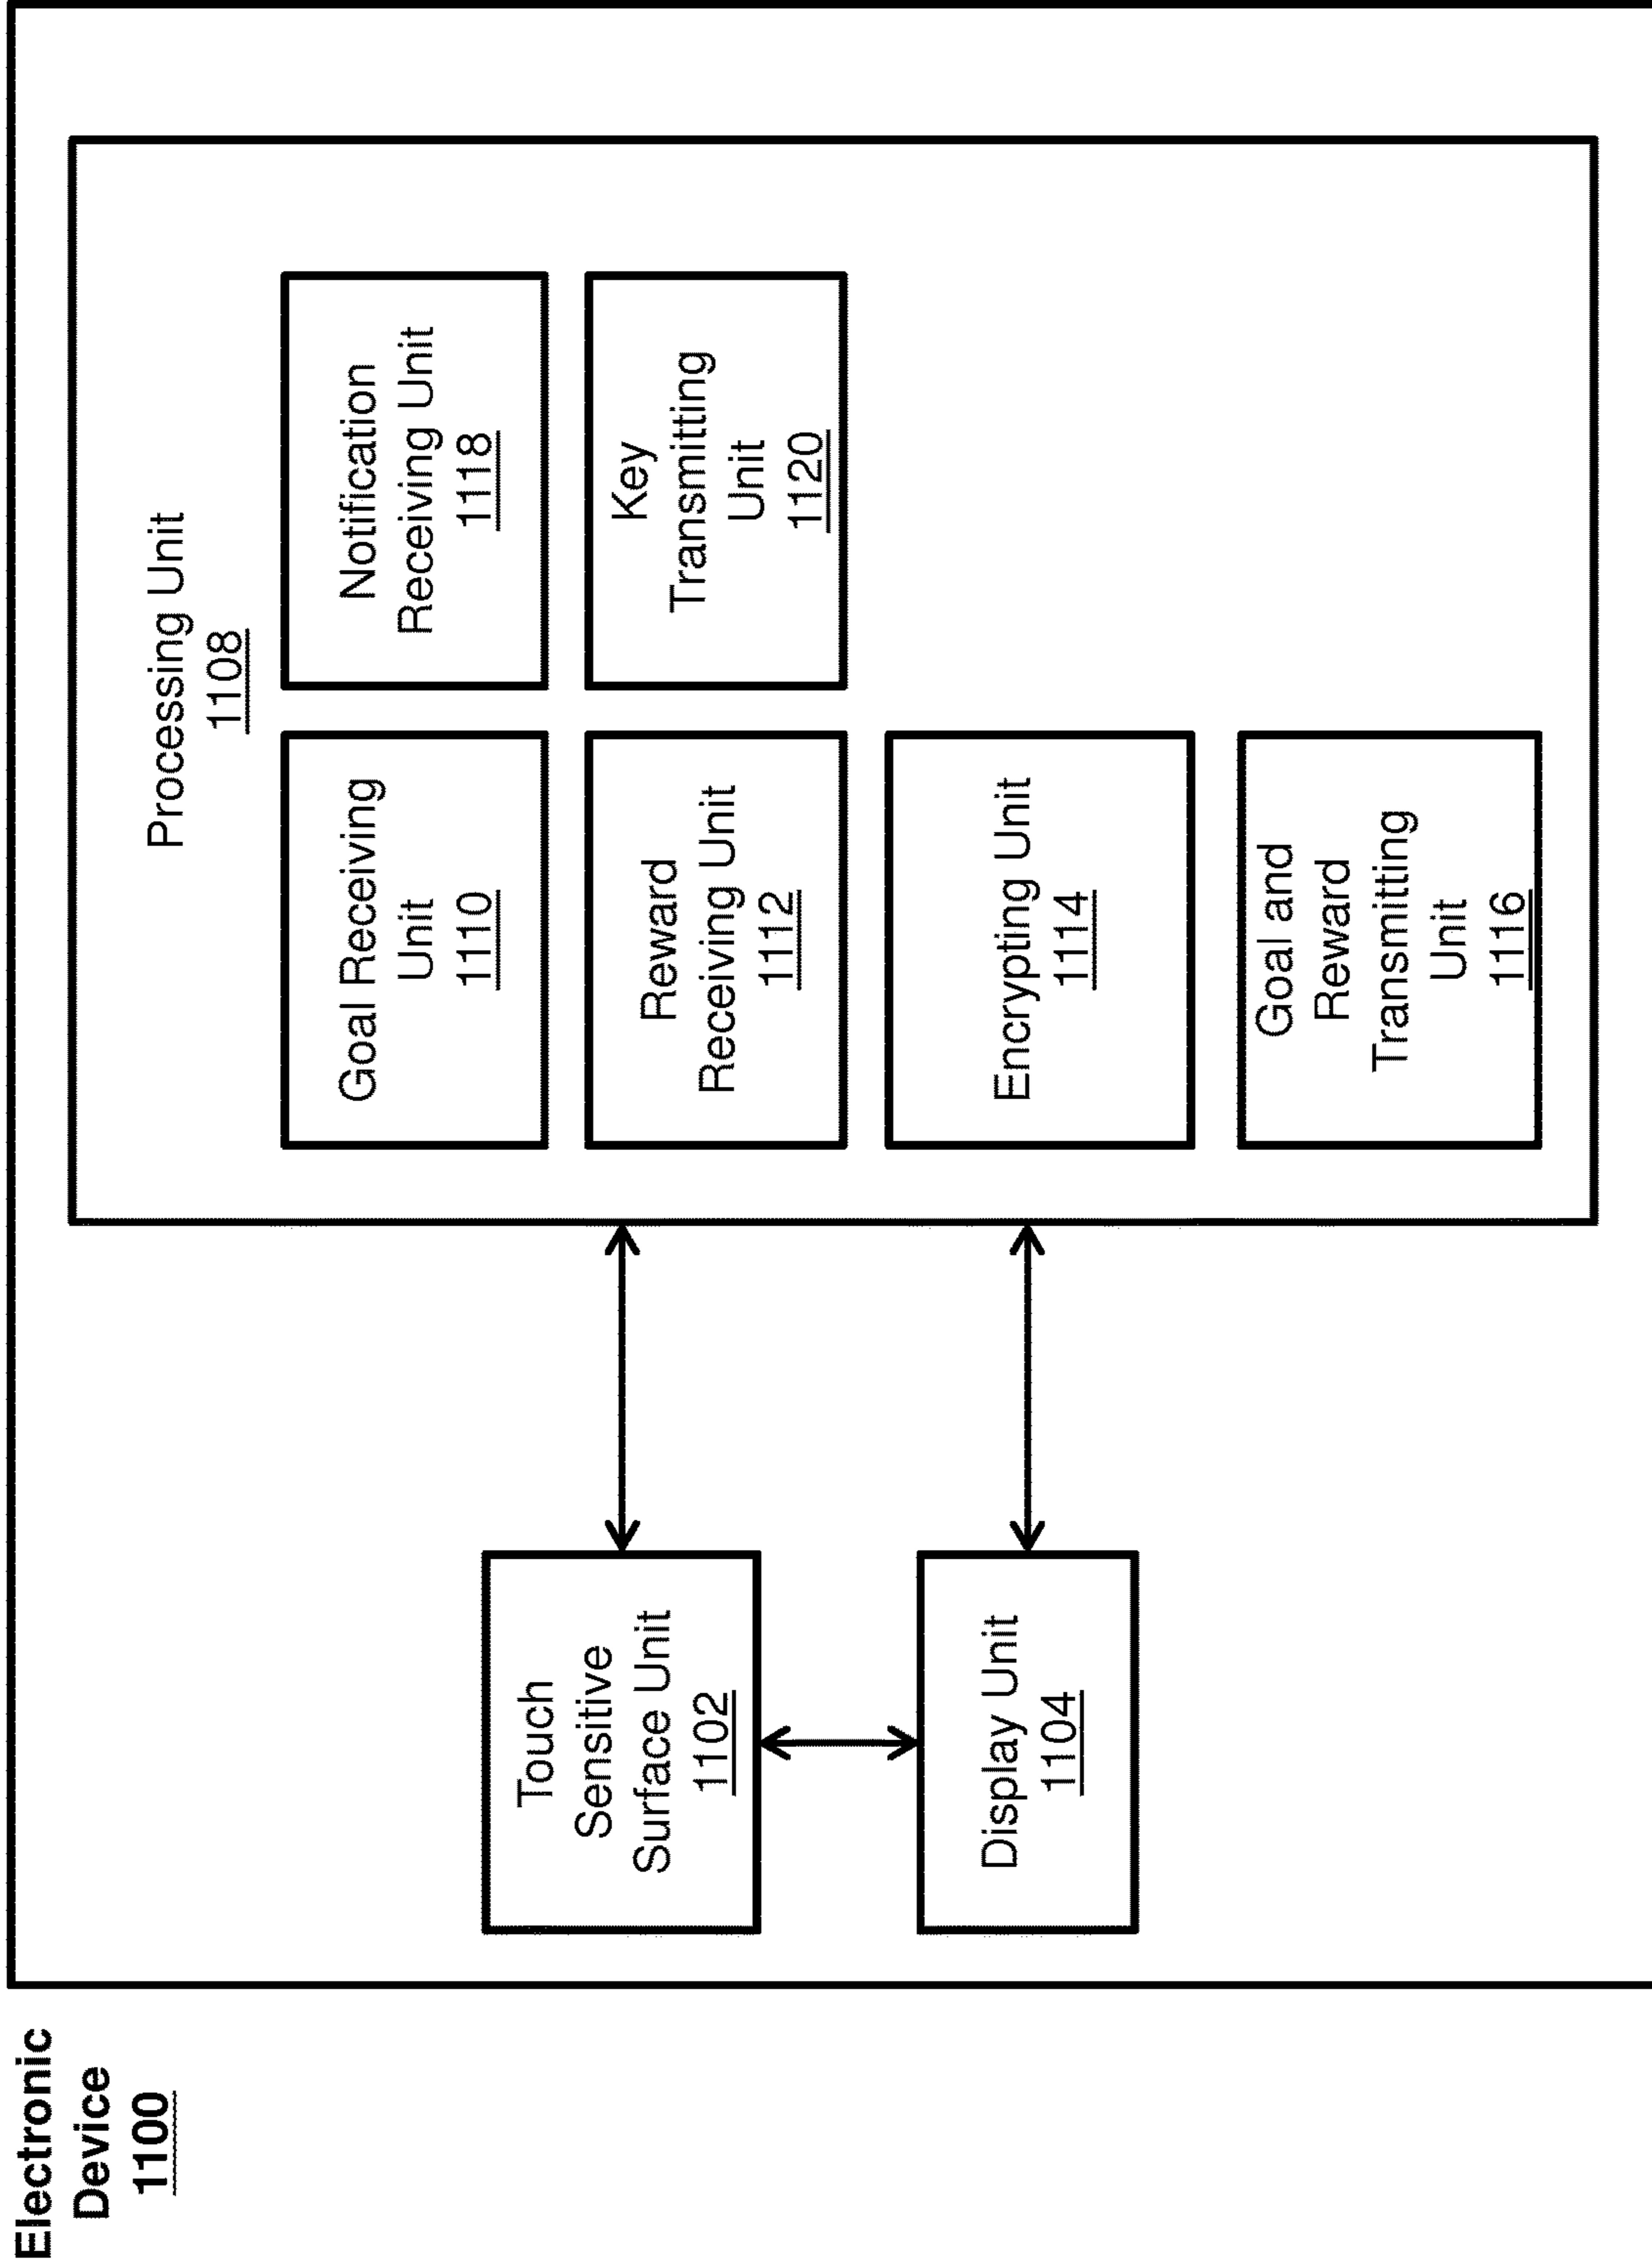 Electronic
Device
1100
Touch
Sensitive
Surface Unit
1102
Display Unit
1104
Processing Unit
1108
Goal Receiving
Unit
1110
Reward
Receiving Unit
1112
Encrypting Unit
1114
Goal and
Reward
Transmitting
Unit
1116
Notification
Receiving Unit
1118
Key
Transmitting
Unit
1120